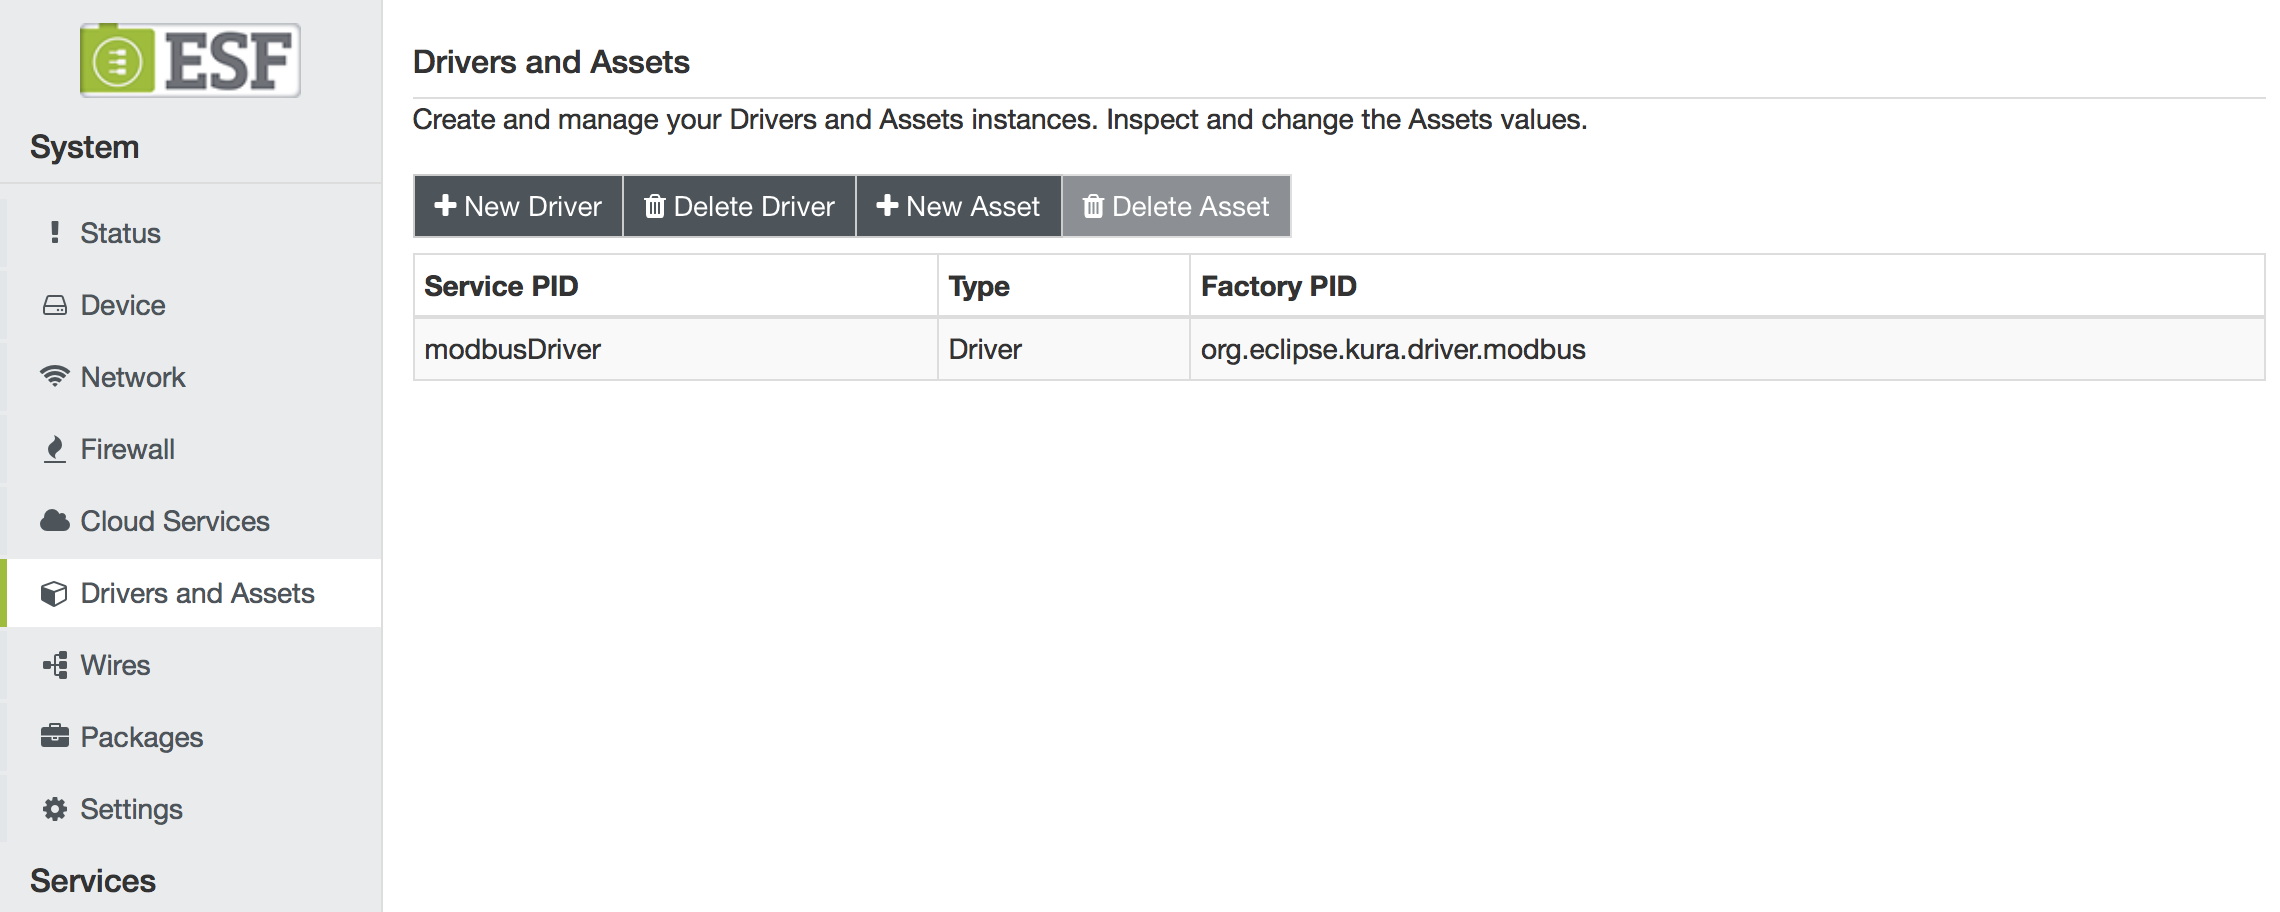 ESF
System
Status
Device
Network
Firewall
Cloud Services
Drivers and Assets
Wires
Packages
Settings
Services
Drivers and Assets
Create and manage your Drivers and Assets instances. Inspect and change the Assets values.
New Driver Delete Driver New Asset Delete Asset
Service PID Type Factory PID
modbusDriver Driver org.eclipse.kura.driver.modbus